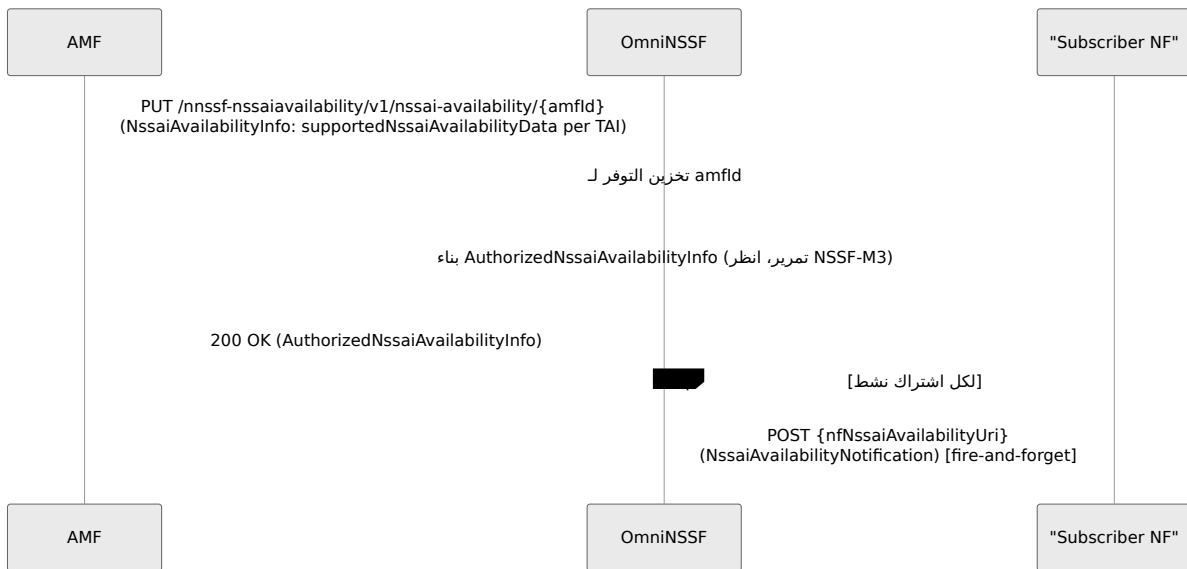 AMF
OmniNSSF
"Subscriber NF"
PUT /nnssf-nssaiavailability/v1/nssai-availability/{amfId}
(NssaiAvailabilityInfo: supportedNssaiAvailabilityData per TAI)
تخزين التوفر لـ amfId
بناء AuthorizedNssaiAvailabilityInfo (تمرير، انظر NSSF-M3)
200 OK (AuthorizedNssaiAvailabilityInfo)
[لكل اشتراك نشط]
POST {nfNssaiAvailabilityUri}
(NssaiAvailabilityNotification) [fire-and-forget]
AMF
OmniNSSF
"Subscriber NF"